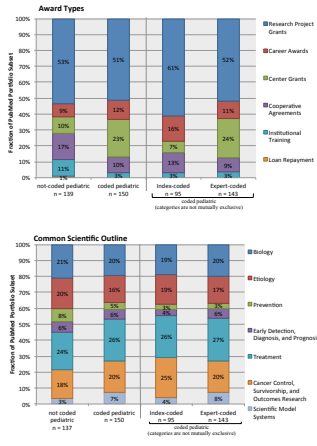 Award Types
Fraction of PubMed Portfolio Subset
100%
90%
80%
70%
60%
50%
40%
30%
20%
10%
0%
53% 51% 61% 52%
9% 12% 16% 11%
10% 23% 7% 24%
17% 10% 13% 9%
11% 3% 3% 3%
1%
not-coded pediatric
n = 139
coded pediatric
n = 150
Index-coded
n = 95
Expert-coded
n = 143
coded pediatric
(categories are not mutually exclusive)
Research Project
Grants
Career Awards
Center Grants
Cooperative
Agreements
Institutional
Training
Loan Repayment
Common Scientific Outline
Fraction of PubMed Portfolio Subset
100%
90%
80%
70%
60%
50%
40%
30%
20%
10%
0%
21% 20% 19% 20%
20% 16% 19% 17%
8% 5% 3% 3%
6% 6% 4% 6%
24% 26% 26% 27%
18% 20% 25% 20%
3% 7% 4% 8%
not coded
pediatric
n = 137
coded pediatric
n = 150
Index-coded
n = 95
Expert-coded
n = 143
coded pediatric
(categories are not mutually exclusive)
Biology
Etiology
Prevention
Early Detection,
Diagnosis, and Prognosi
Treatment
Cancer Control,
Survivorship, and
Outcomes Research
Scientific Model
Systems